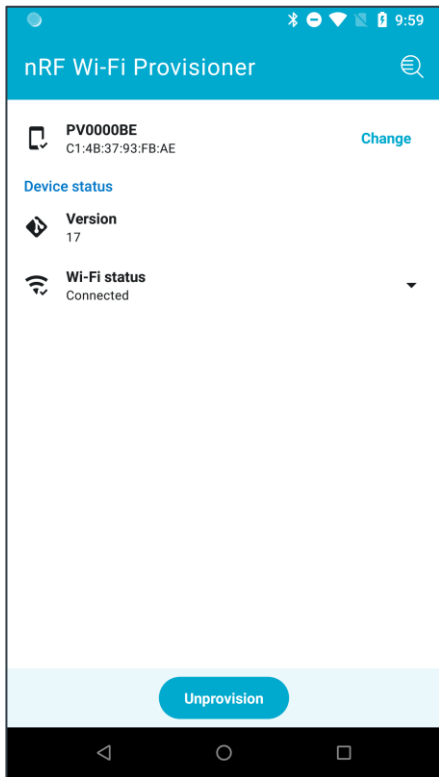 9:59
nRF Wi-Fi Provisioner
PV0000BE
C1:4B:37:93:FB:AE
Change
Device status
Version
17
Wi-Fi status
Connected
Unprovision